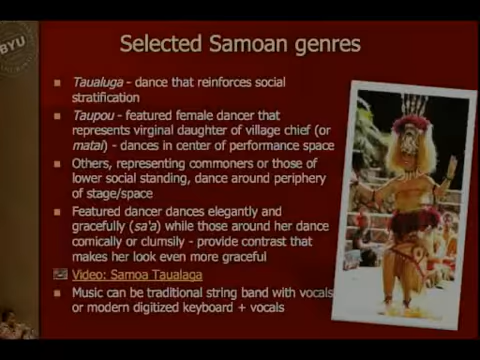 BYU
Selected Samoan genres
Taualuga - dance that reinforces social
stratification
Taupou - featured female dancer that
represents virginal daughter of village chief (or
matai) - dances in center of performance space
Others, representing commoners or those of
lower social standing, dance around periphery
of stage/space
Featured dancer dances elegantly and
gracefully (sa'a) while those around her dance
comically or clumsily - provide contrast that
makes her look even more graceful
Video: Samoa Taualaga
Music can be traditional string band with vocals
or modern digitized keyboard + vocals